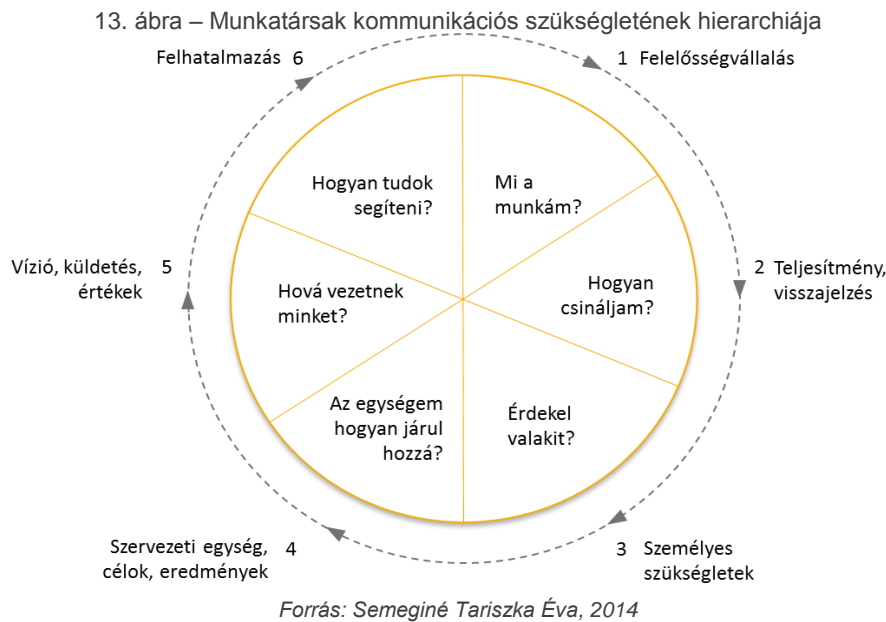 13. ábra – Munkatársak kommunikációs szükségletének hierarchiája
Felhatalmazás 6
1 Felelősségvállalás
Hogyan tudok
segíteni?
Mi a
munkám?
Vízió, küldetés,
értékek
5
Hová vezetnek
minket?
Hogyan
csináljam?
2 Teljesítmény,
visszajelzés
Az egységem
hogyan járul
hozzá?
Érdekel
valakit?
Szervezeti egység,
célok, eredmények
4
3 Személyes
szükségletek
Forrás: Semeginé Tariszka Éva, 2014